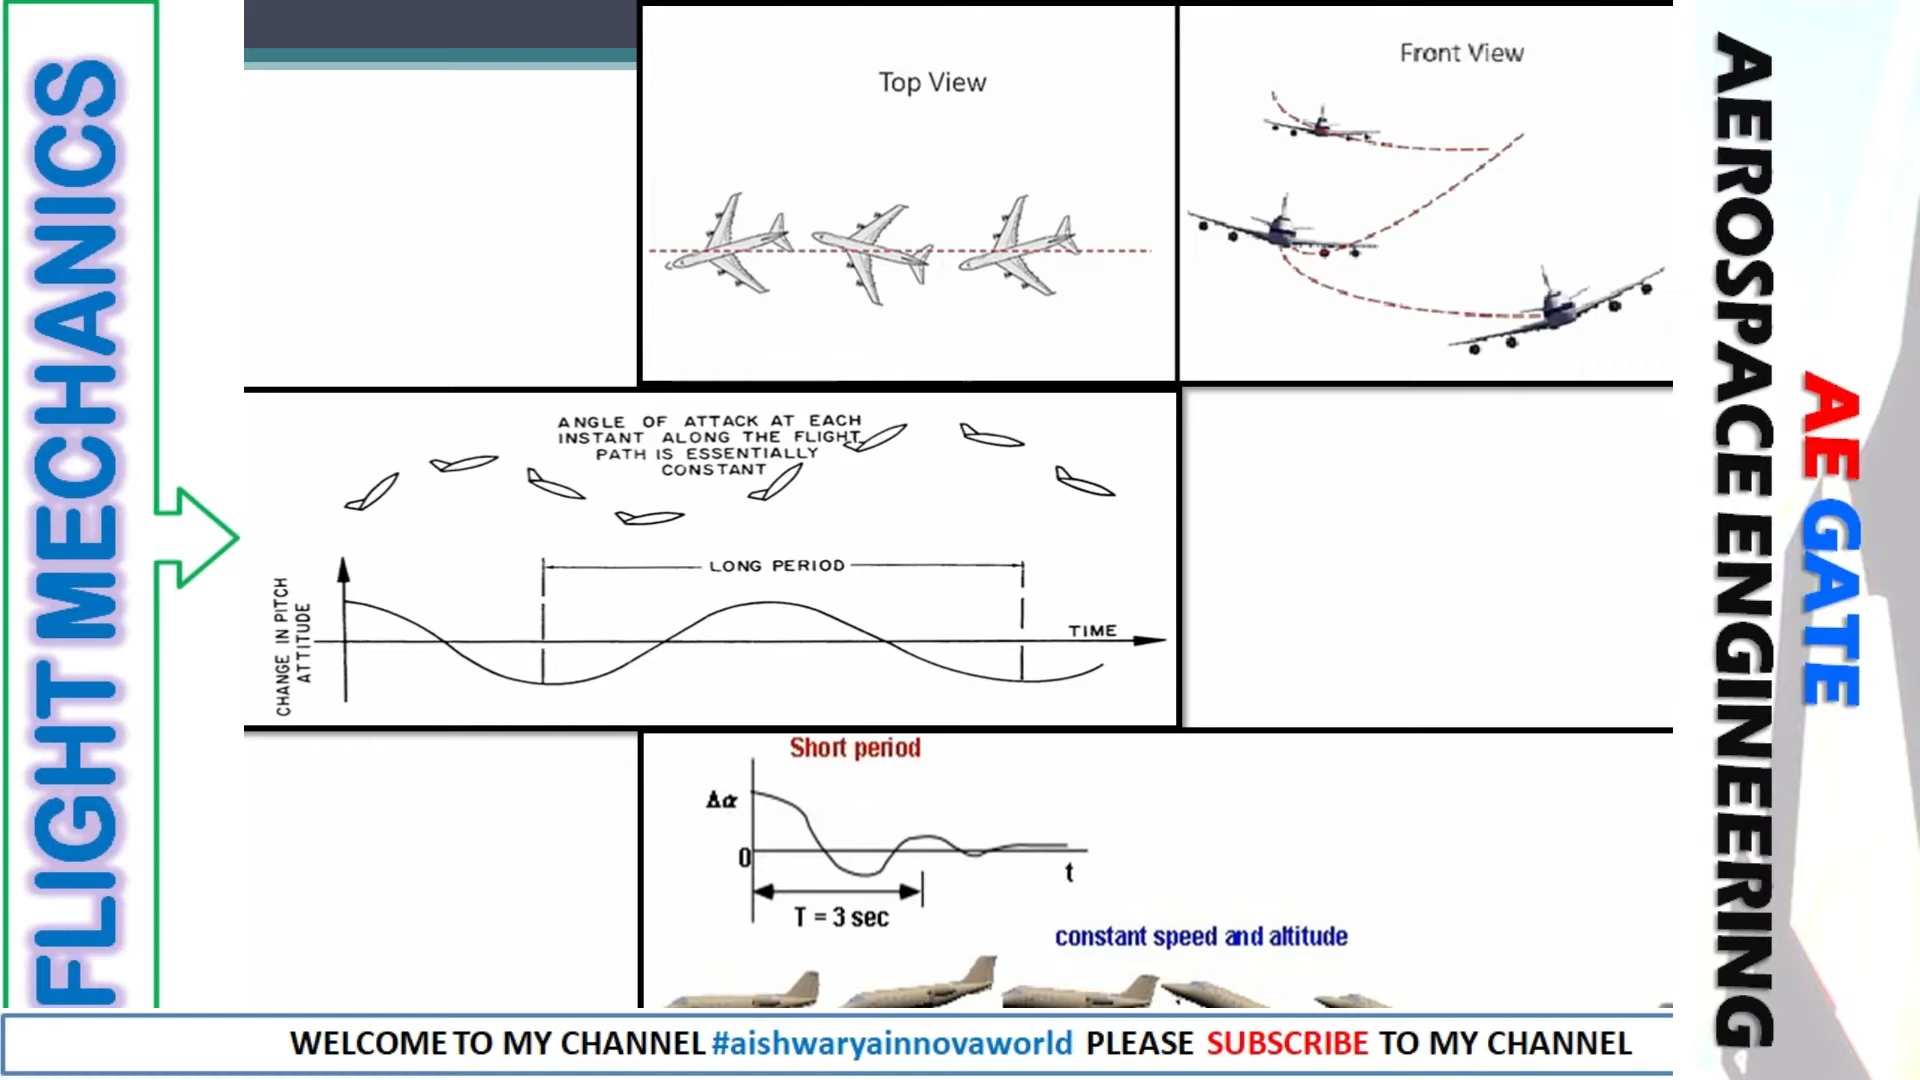 FLIGHT MECHANICS
Top View
Front View
ANGLE OF ATTACK AT EACH
INSTANT ALONG THE FLIGHT
PATH IS ESSENTIALLY
CONSTANT
LONG PERIOD
CHANGE IN PITCH
ATTITUDE
TIME
Short period
Δα
0
t
T = 3 sec
constant speed and altitude
AEROSPACE ENGINEERING
AE GATE
WELCOME TO MY CHANNEL #aishwaryainnovaworld PLEASE SUBSCRIBE TO MY CHANNEL